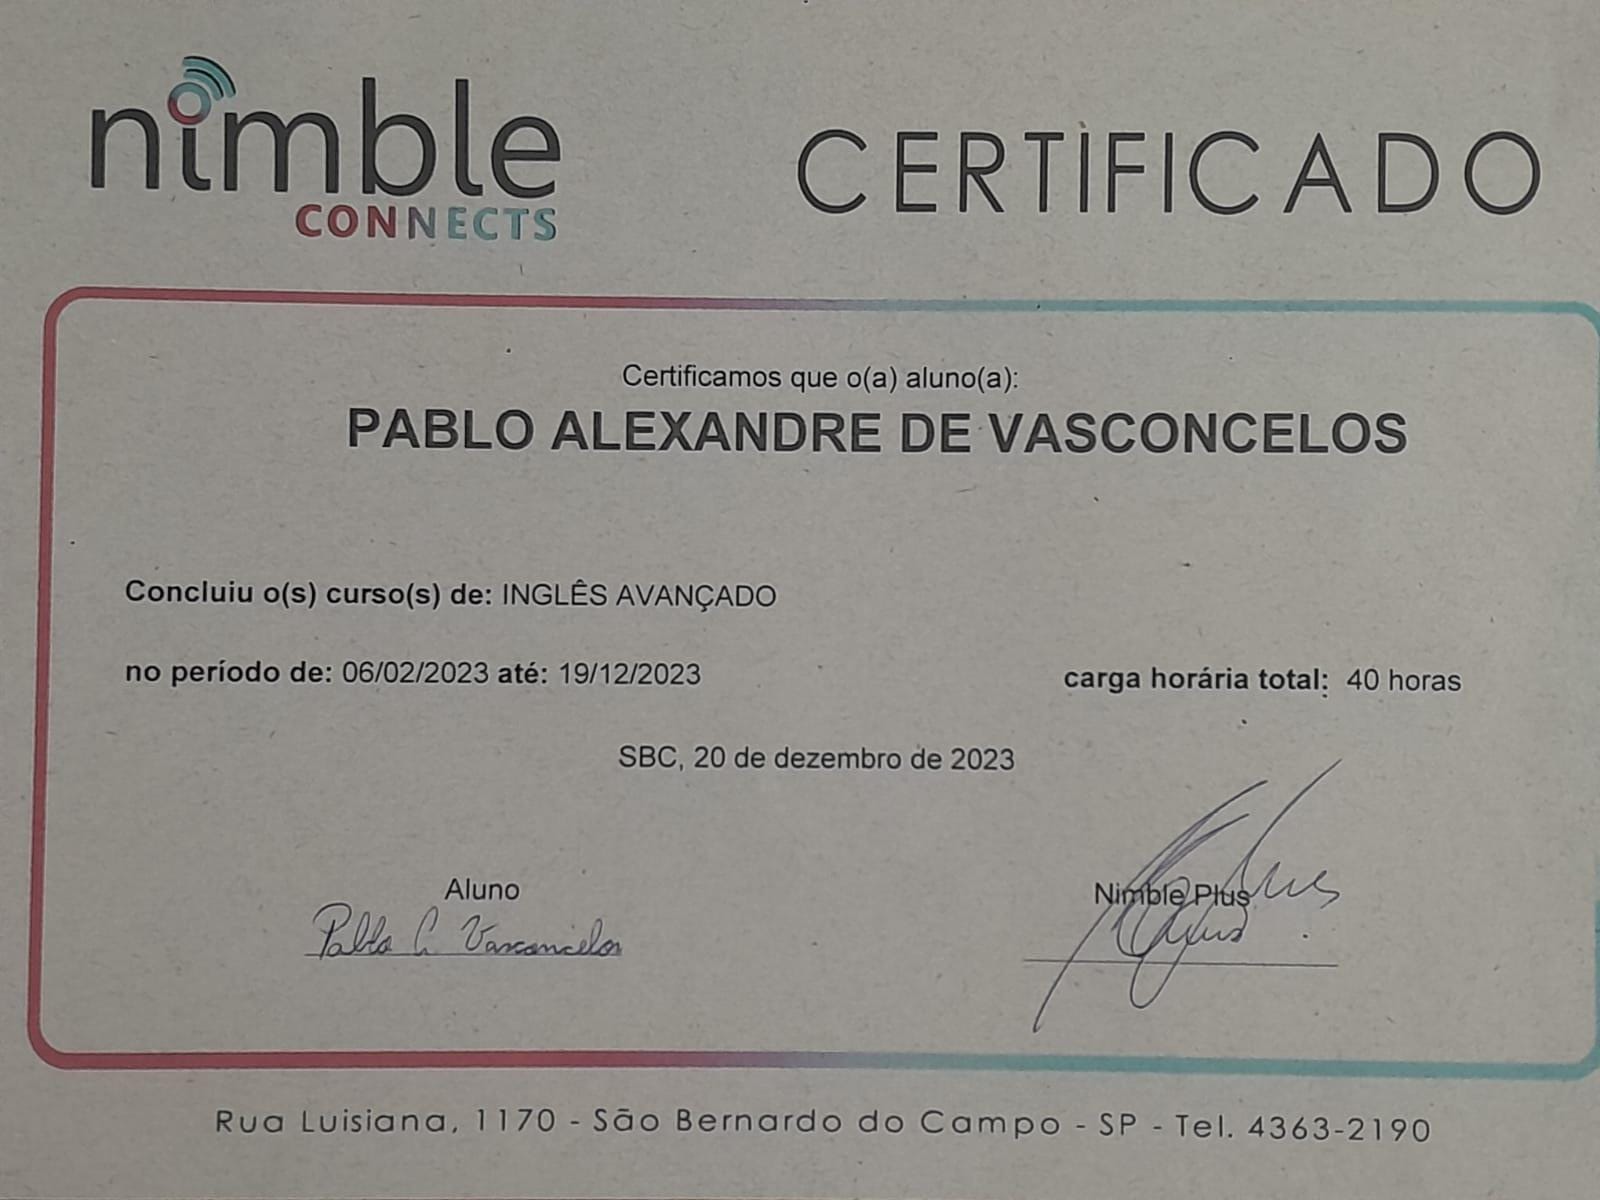 nimble
CONNECTS
CERTIFICADO
Certificamos que o(a) aluno(a):
PABLO ALEXANDRE DE VASCONCELOS
Concluiu o(s) curso(s) de: INGLÊS AVANÇADO
no período de: 06/02/2023 até: 19/12/2023
carga horária total: 40 horas
SBC, 20 de dezembro de 2023
Aluno
Pablo A Vasconcelos
Nimble Plus
Rua Luisiana, 1170 - São Bernardo do Campo - SP - Tel. 4363-2190